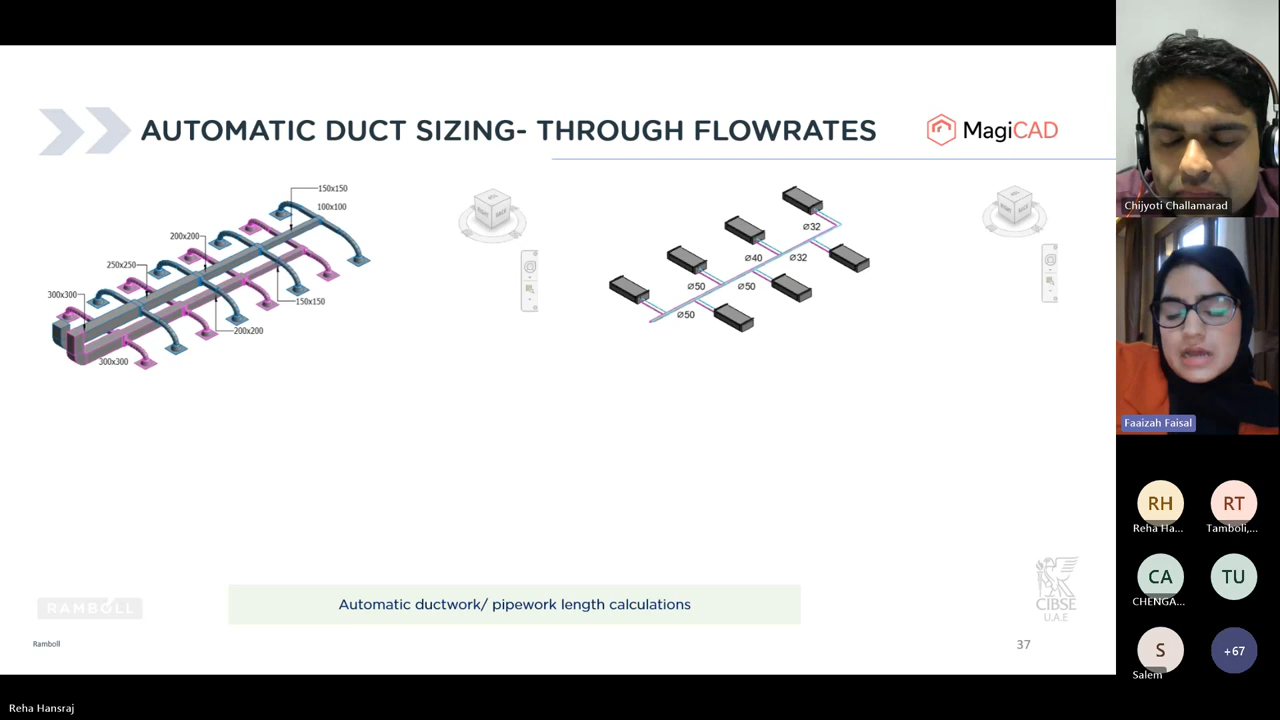 AUTOMATIC DUCT SIZING- THROUGH FLOWRATES
MagiCAD
150x150
100x100
200x200
250x250
300x300
150x150
200x200
300x300
Ø32
Ø40
Ø32
Ø50
Ø50
Ø50
Automatic ductwork/ pipework length calculations
RAMBOLL
Ramboll
CIBSE
U.A.E
37
Chijyoti Challamarad
Faaizah Faisal
RH
Reha Ha...
RT
Tamboli,...
CA
CHENGA...
TU
S
Salem
+67
Reha Hansraj